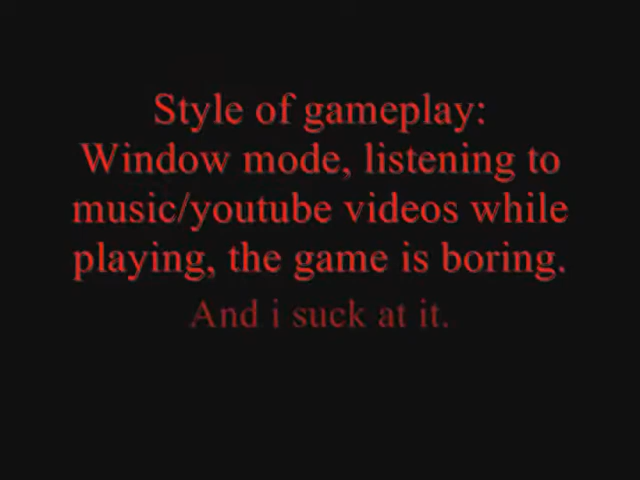 Style of gameplay:
Window mode, listening to
music/youtube videos while
playing, the game is boring.
And i suck at it.